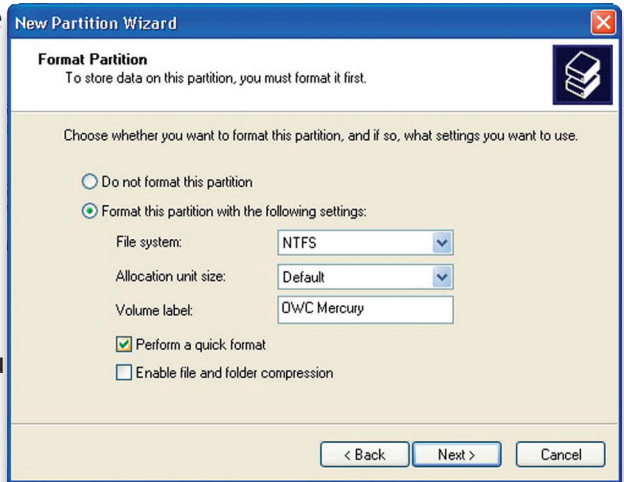 New Partition Wizard
Format Partition
To store data on this partition, you must format it first.
Choose whether you want to format this partition, and if so, what settings you want to use.
Do not format this partition
Format this partition with the following settings:
File system: NTFS
Allocation unit size: Default
Volume label: OWC Mercury
Perform a quick format
Enable file and folder compression
< Back Next > Cancel